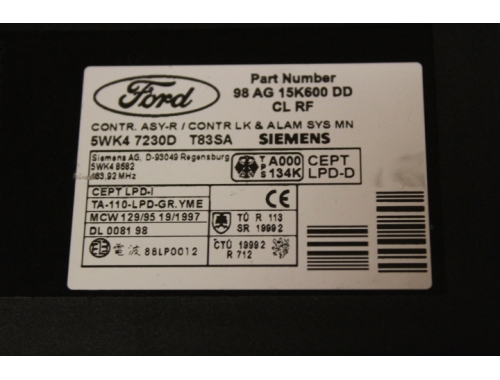 Ford
Part Number
98 AG 15K600 DD
CL RF
CONTR. ASY-R / CONTR LK & ALAM SYS MN
5WK4 7230D T83SA SIEMENS
Siemens AG, D-93049 Regensburg
5WK4 8682
433,92 MHz
T A000
P
S 134K
CEPT
LPD-D
CEPT LPD-I
TA-110-LPD-GR.YME
MCW 129/95 19/1997
DL 0081 98
電波 88LP0012
CE
TÚ R 113
SR 1999 2
ČTÚ 1999 2
R 712